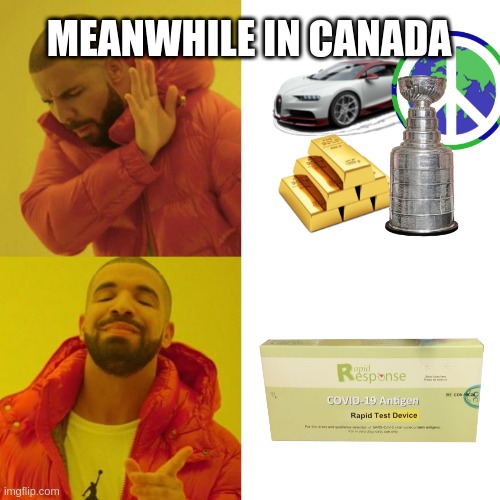 MEANWHILE IN CANADA
Rapid
Response
COVID-19 Antigen
Rapid Test Device
imgflip.com